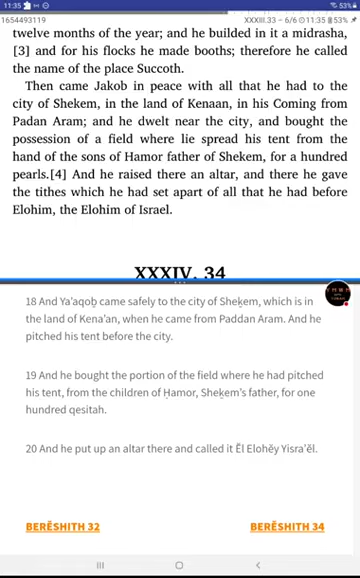 11:35 53%
1654493119 XXXIII.33 – 6/6 11:35 53%
twelve months of the year; and he builded in it a midrasha,
[3] and for his flocks he made booths; therefore he called
the name of the place Succoth.
Then came Jakob in peace with all that he had to the
city of Shekem, in the land of Kenaan, in his Coming from
Padan Aram; and he dwelt near the city, and bought the
possession of a field where lie spread his tent from the
hand of the sons of Hamor father of Shekem, for a hundred
pearls.[4] And he raised there an altar, and there he gave
the tithes which he had set apart of all that he had before
Elohim, the Elohim of Israel.
XXXIV. 34
18 And Ya’aqoḇ came safely to the city of Sheḵem, which is in
the land of Kena’an, when he came from Paddan Aram. And he
pitched his tent before the city.
19 And he bought the portion of the field where he had pitched
his tent, from the children of Ḥamor, Sheḵem’s father, for one
hundred qesitah.
20 And he put up an altar there and called it Ěl Elohěy Yisra’ěl.
BERĚSHITH 32 BERĚSHITH 34